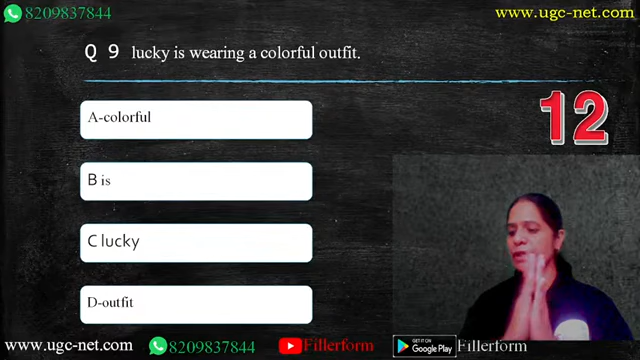 8209837844
www.ugc-net.com
Q 9 lucky is wearing a colorful outfit.
12
A-colorful
B is
C lucky
D-outfit
www.ugc-net.com 8209837844 Fillerform GET IT ON Google Play Fillerform